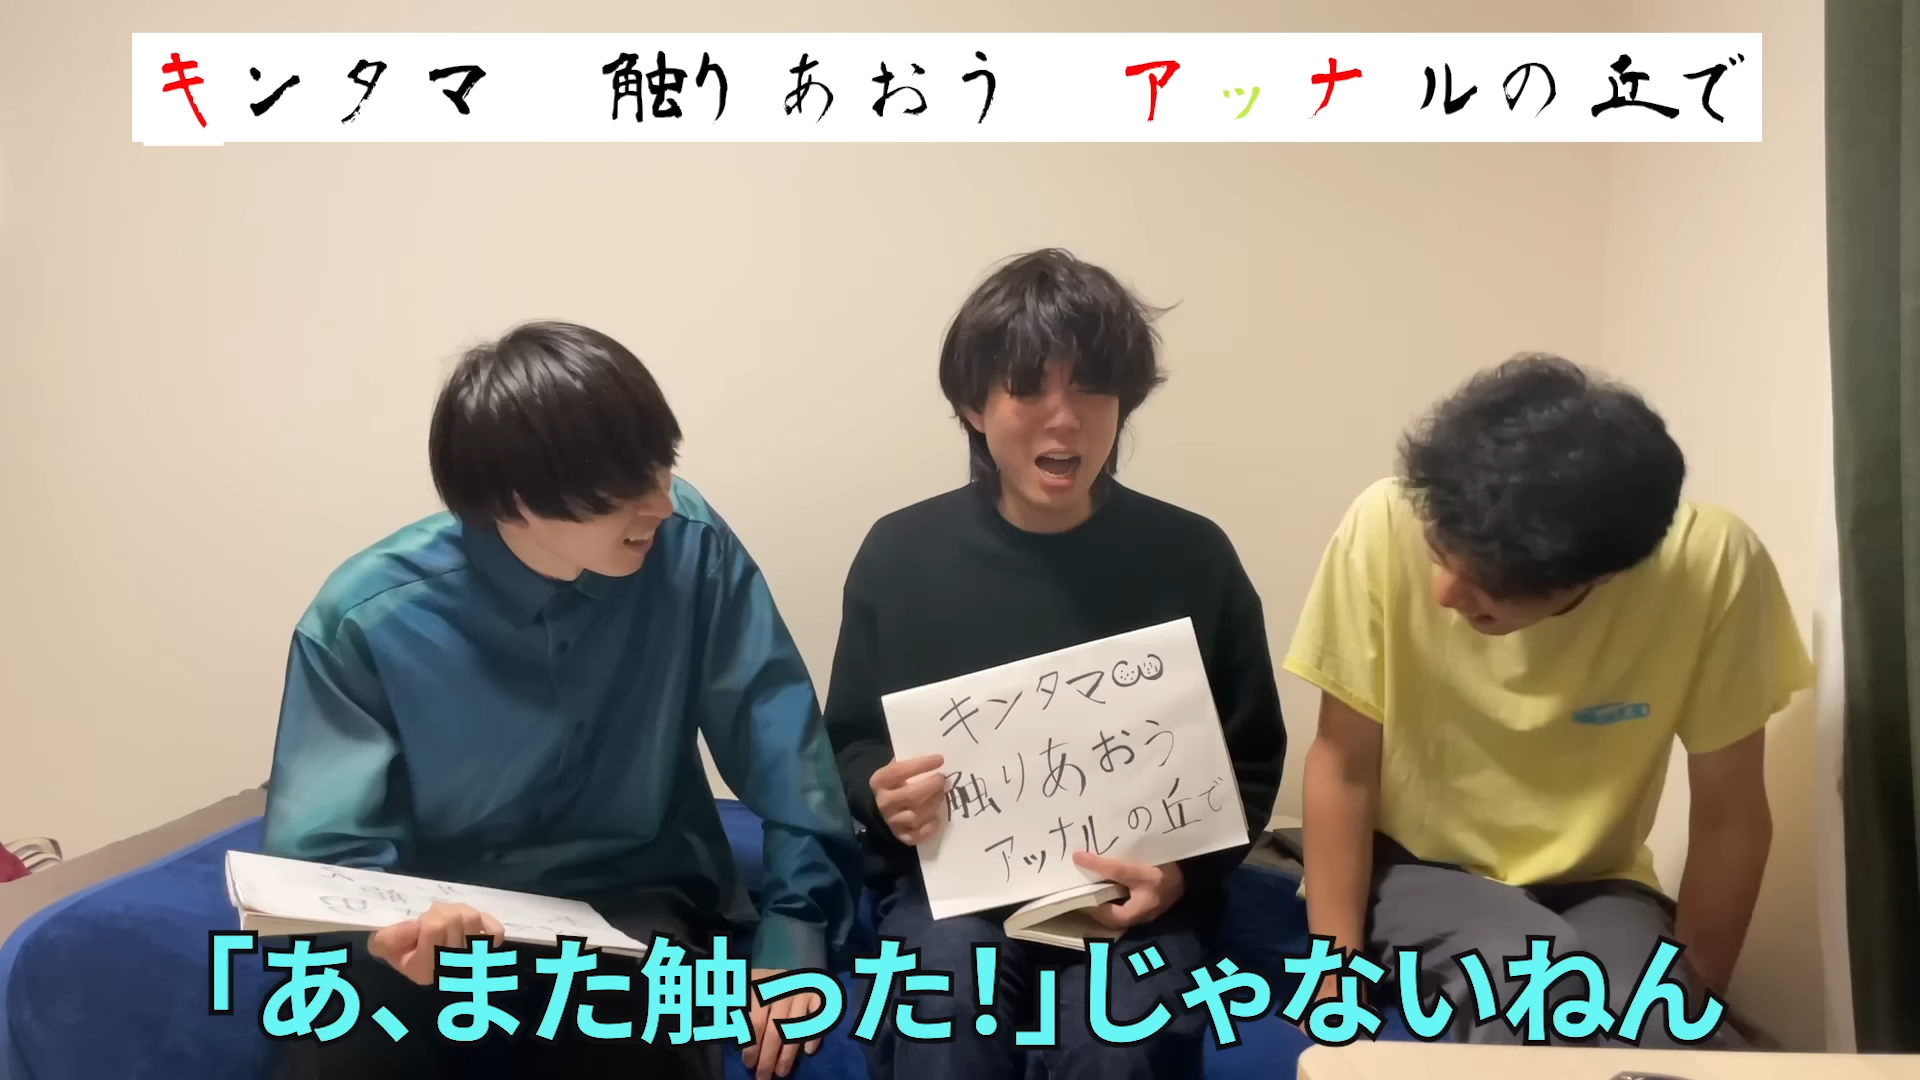 キンタマ 触りあおう アッナルの丘で
キンタマ
触りあおう
アッナルの丘で
「あ、また触った!」じゃないねん